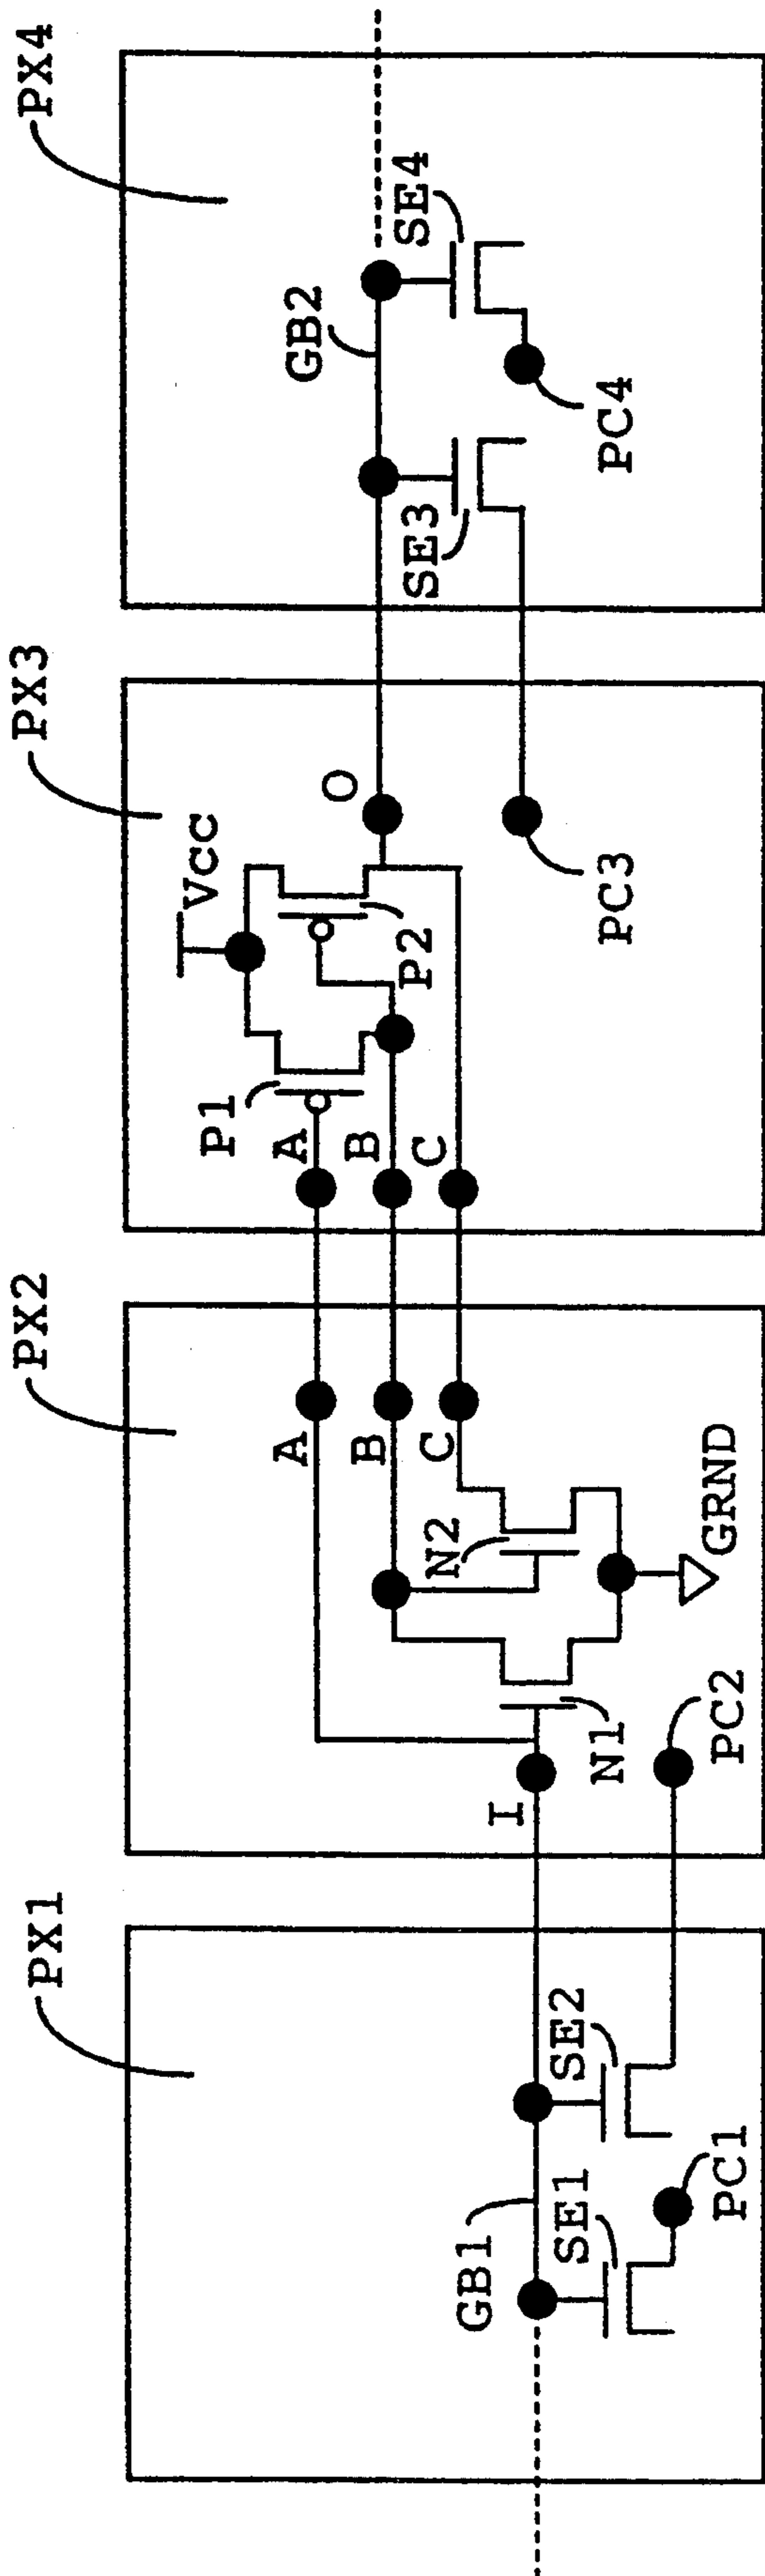 PX1
GB1
SE1
SE2
PC1
PX2
I
A
B
C
N1
N2
GRND
PC2
PX3
P1
Vcc
A
B
C
P2
O
PC3
PX4
GB2
SE3
SE4
PC4